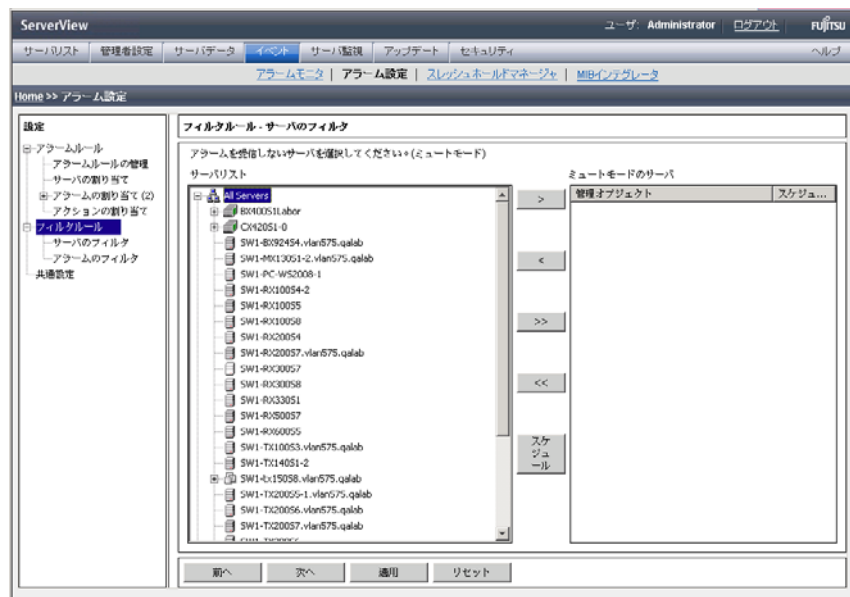 ServerView
ユーザ: Administrator ログアウト FUJITSU
サーバリスト 管理者設定 サーバデータ イベント サーバ監視 アップデート セキュリティ ヘルプ
アラームモニタ | アラーム設定 | スレッショホールドマネージャ | MIBインテグレータ
Home >> アラーム設定
設定
アラームルール
アラームルールの管理
サーバの割り当て
アラームの割り当て (2)
アクションの割り当て
フィルタルール
サーバのフィルタ
アラームのフィルタ
共通設定
フィルタルール - サーバのフィルタ
アラームを受信しないサーバを選択してください。(ミュートモード)
サーバリスト
All Servers
BX400S1Labor
CX420S1-0
SW1-BX924S4.vlan575.qalab
SW1-MX130S1-2.vlan575.qalab
SW1-PC-WS2008-1
SW1-RX100S4-2
SW1-RX100S5
SW1-RX100S8
SW1-RX200S4
SW1-RX200S7.vlan575.qalab
SW1-RX300S7
SW1-RX300S8
SW1-RX330S1
SW1-RX500S7
SW1-RX600S5
SW1-TX100S3.vlan575.qalab
SW1-TX140S1-2
SW1-tx150S8.vlan575.qalab
SW1-TX200S5-1.vlan575.qalab
SW1-TX200S6.vlan575.qalab
SW1-TX200S7.vlan575.qalab
>
<
>>
<<
スケ
ジュ
ール
ミュートモードのサーバ
管理オブジェクト スケジュ...
前へ 次へ 適用 リセット